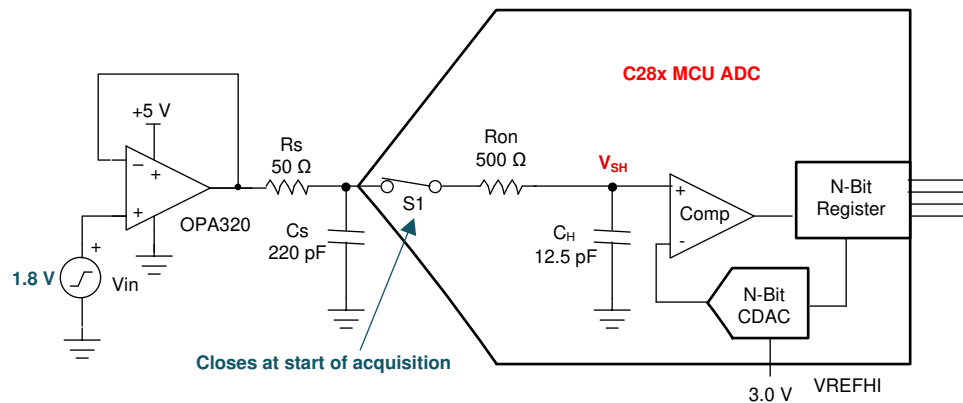 C28x MCU ADC
+5 V
−
+
+
OPA320
1.8 V
+
Vin
Rs
50 Ω
Cs
220 pF
S1
Ron
500 Ω
VSH
CH
12.5 pF
+
Comp
-
N-Bit
Register
N-Bit
CDAC
Closes at start of acquisition
3.0 V
VREFHI